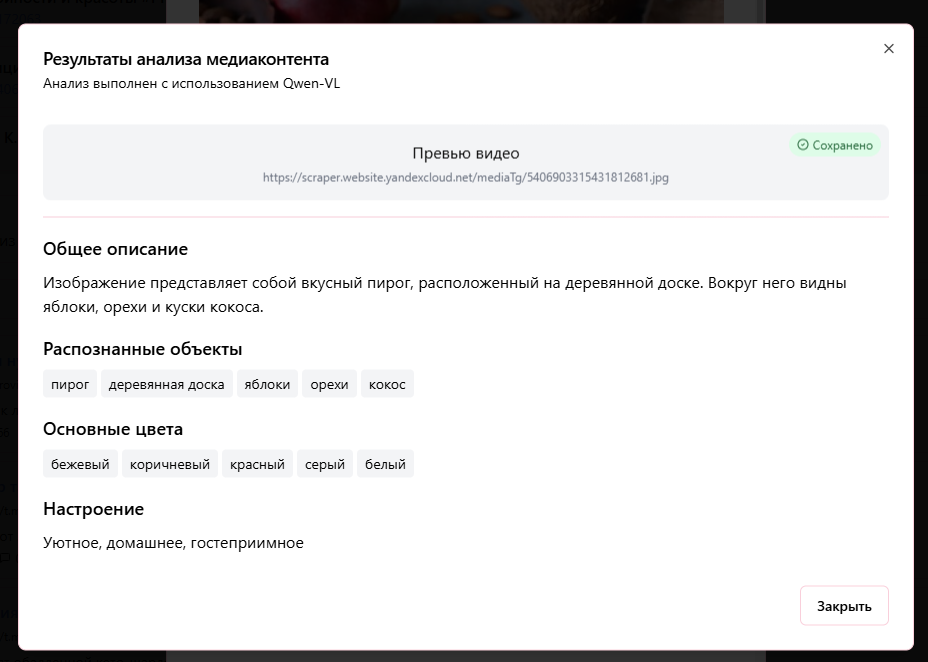 Результаты анализа медиаконтента
Анализ выполнен с использованием Qwen-VL
Превью видео
Сохранено
https://scraper.website.yandexcloud.net/mediaTg/5406903315431812681.jpg
Общее описание
Изображение представляет собой вкусный пирог, расположенный на деревянной доске. Вокруг него видны
яблоки, орехи и куски кокоса.
Распознанные объекты
пирог деревянная доска яблоки орехи кокос
Основные цвета
бежевый коричневый красный серый белый
Настроение
Уютное, домашнее, гостеприимное
Закрыть